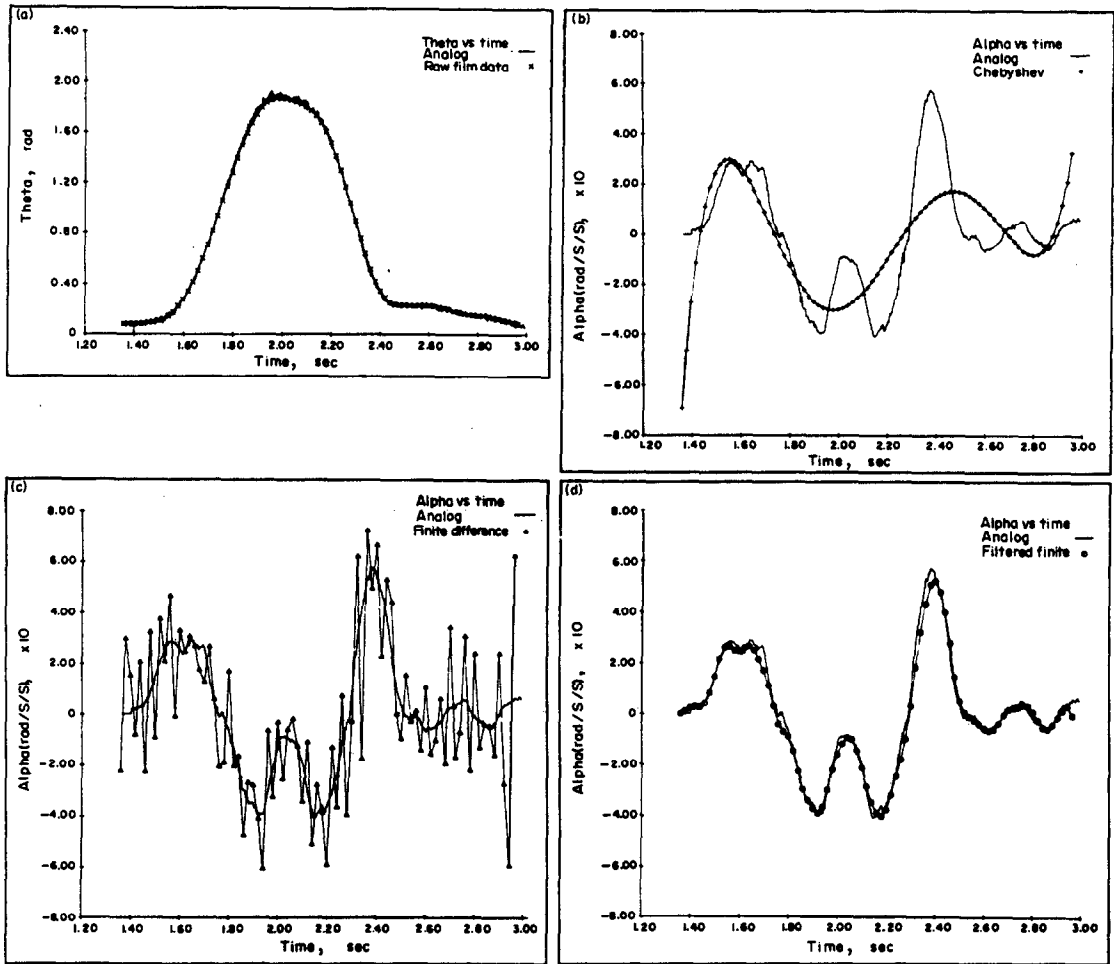 (a)
2.40
2.00
1.60
1.20
0.80
0.40
0
Theta, rad
Theta vs time
Analog
Raw film data x
1.20 1.40 1.60 1.80 2.00 2.20 2.40 2.60 2.80 3.00
Time, sec
(b)
8.00
6.00
4.00
2.00
0
-2.00
-4.00
-6.00
-8.00
Alpha(rad/S/S), x 10
Alpha vs time
Analog
Chebyshev
1.20 1.40 1.60 1.80 2.00 2.20 2.40 2.60 2.80 3.00
Time, sec
(c)
8.00
6.00
4.00
2.00
0
-2.00
-4.00
-6.00
-8.00
Alpha(rad/S/S), x 10
Alpha vs time
Analog
Finite difference
1.20 1.40 1.60 1.80 2.00 2.20 2.40 2.60 2.80 3.00
Time, sec
(d)
8.00
6.00
4.00
2.00
0
-2.00
-4.00
-6.00
-8.00
Alpha(rad/S/S), x 10
Alpha vs time
Analog
Filtered finite
1.20 1.40 1.60 1.80 2.00 2.20 2.40 2.60 2.80 3.00
Time, sec